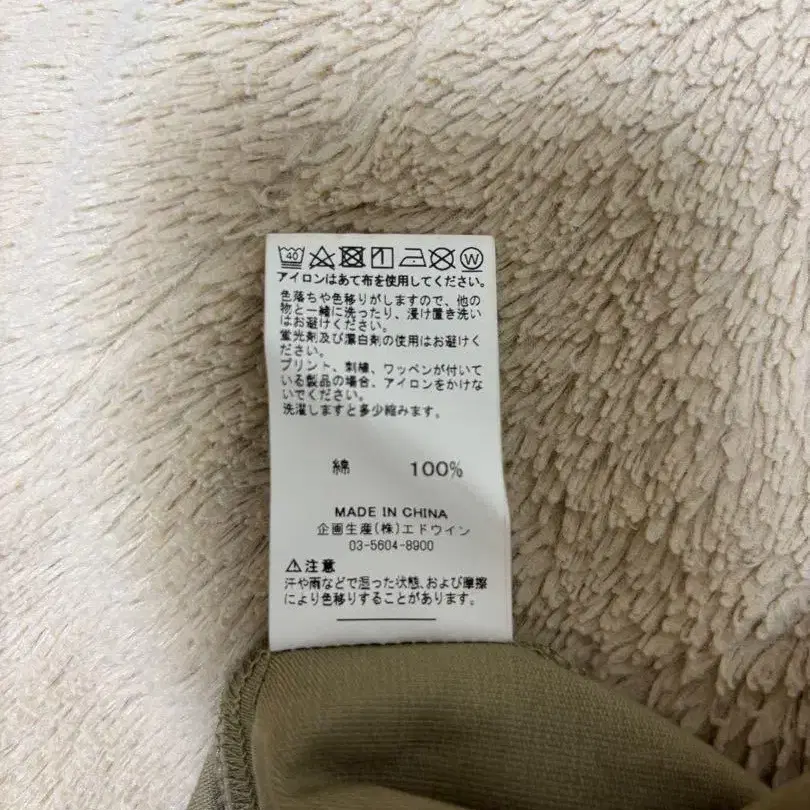 40 W
アイロンはあて布を使用してください。
色落ちや色移りがしますので、他の
物と一緒に洗ったり、浸け置き洗い
はお避けください。
蛍光剤及び漂白剤の使用はお避けく
ださい。
プリント、刺繍、ワッペンが付いて
いる製品の場合、アイロンをかけな
いでください。
洗濯しますと多少縮みます。
綿 100%
MADE IN CHINA
企画生産(株)エドウイン
03-5604-8900
⚠注意
汗や雨などで湿った状態、および摩擦
により色移りすることがあります。